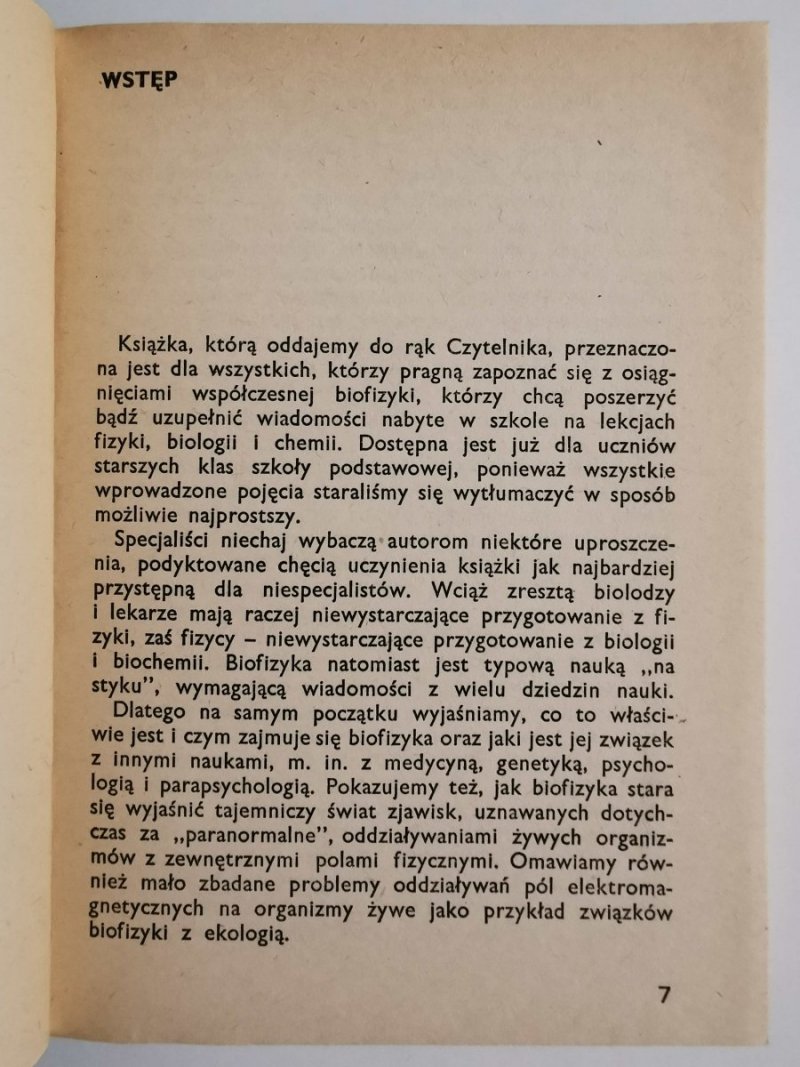 WSTĘP
Książka, którą oddajemy do rąk Czytelnika, przeznaczo-
na jest dla wszystkich, którzy pragną zapoznać się z osiąg-
nięciami współczesnej biofizyki, którzy chcą poszerzyć
bądź uzupełnić wiadomości nabyte w szkole na lekcjach
fizyki, biologii i chemii. Dostępna jest już dla uczniów
starszych klas szkoły podstawowej, ponieważ wszystkie
wprowadzone pojęcia staraliśmy się wytłumaczyć w sposób
możliwie najprostszy.
Specjaliści niechaj wybaczą autorom niektóre uproszcze-
nia, podyktowane chęcią uczynienia książki jak najbardziej
przystępną dla niespecjalistów. Wciąż zresztą biolodzy
i lekarze mają raczej niewystarczające przygotowanie z fi-
zyki, zaś fizycy – niewystarczające przygotowanie z biologii
i biochemii. Biofizyka natomiast jest typową nauką „na
styku", wymagającą wiadomości z wielu dziedzin nauki.
Dlatego na samym początku wyjaśniamy, co to właści-
wie jest i czym zajmuje się biofizyka oraz jaki jest jej związek
z innymi naukami, m. in. z medycyną, genetyką, psycho-
logią i parapsychologią. Pokazujemy też, jak biofizyka stara
się wyjaśnić tajemniczy świat zjawisk, uznawanych dotych-
czas za „paranormalne", oddziaływaniami żywych organiz-
mów z zewnętrznymi polami fizycznymi. Omawiamy rów-
nież mało zbadane problemy oddziaływań pól elektroma-
gnetycznych na organizmy żywe jako przykład związków
biofizyki z ekologią.
7